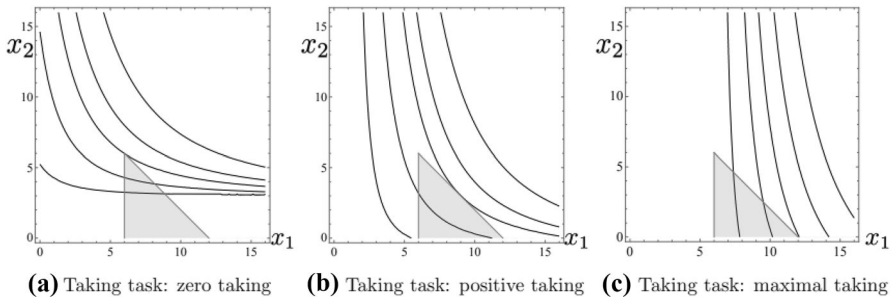 15 15 15
x₂ x₂ x₂
10 10 10
5 5 5
0 0 0
x₁ x₁ x₁
0 5 10 15 0 5 10 15 0 5 10 15
(a) Taking task: zero taking (b) Taking task: positive taking (c) Taking task: maximal taking